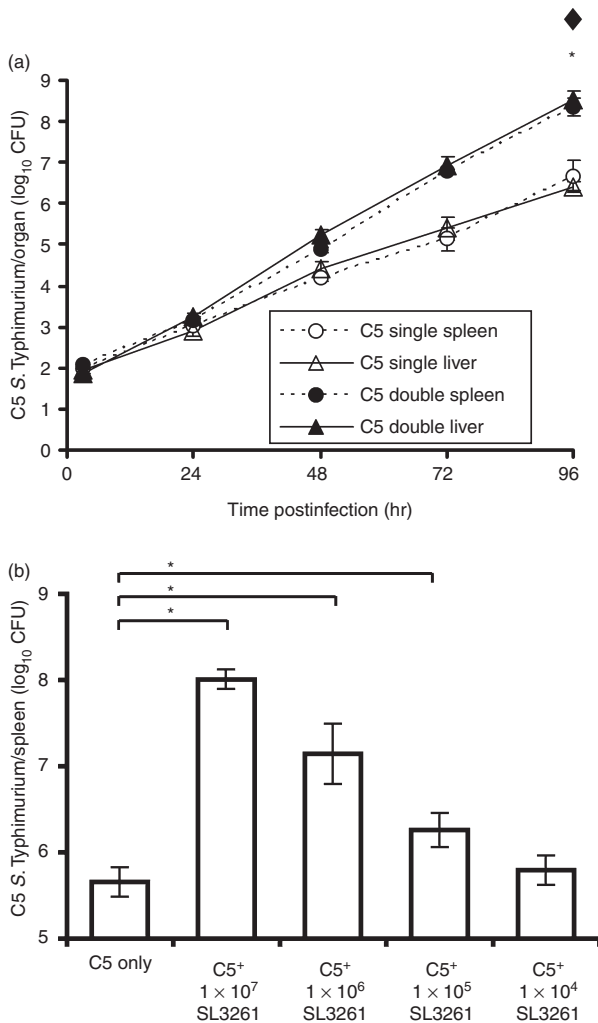 (a)
*
9
8
7
6
5
4
3
2
1
0
C5 S. Typhimurium/organ (log₁₀ CFU)
C5 single spleen
C5 single liver
C5 double spleen
C5 double liver
0 24 48 72 96
Time postinfection (hr)
(b)
*
*
*
9
8
7
6
5
C5 S. Typhimurium/spleen (log₁₀ CFU)
C5 only
C5⁺
1 × 10⁷
SL3261
C5⁺
1 × 10⁶
SL3261
C5⁺
1 × 10⁵
SL3261
C5⁺
1 × 10⁴
SL3261